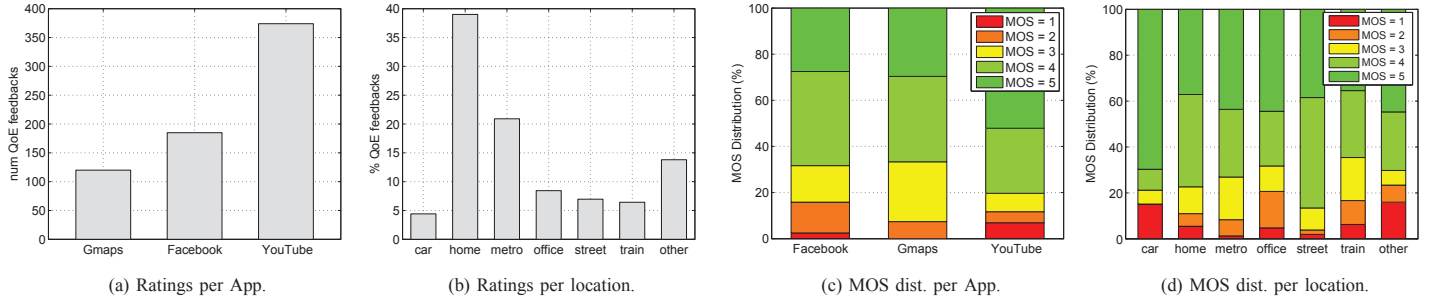 400
350
300
250
200
150
100
50
0
num QoE feedbacks
Gmaps Facebook YouTube
(a) Ratings per App.
40
35
30
25
20
15
10
5
0
% QoE feedbacks
car home metro office street train other
(b) Ratings per location.
100
80
60
40
20
0
MOS Distribution (%)
MOS = 1
MOS = 2
MOS = 3
MOS = 4
MOS = 5
Facebook Gmaps YouTube
(c) MOS dist. per App.
100
80
60
40
20
0
MOS Distribution (%)
MOS = 1
MOS = 2
MOS = 3
MOS = 4
MOS = 5
car home metro office street train other
(d) MOS dist. per location.